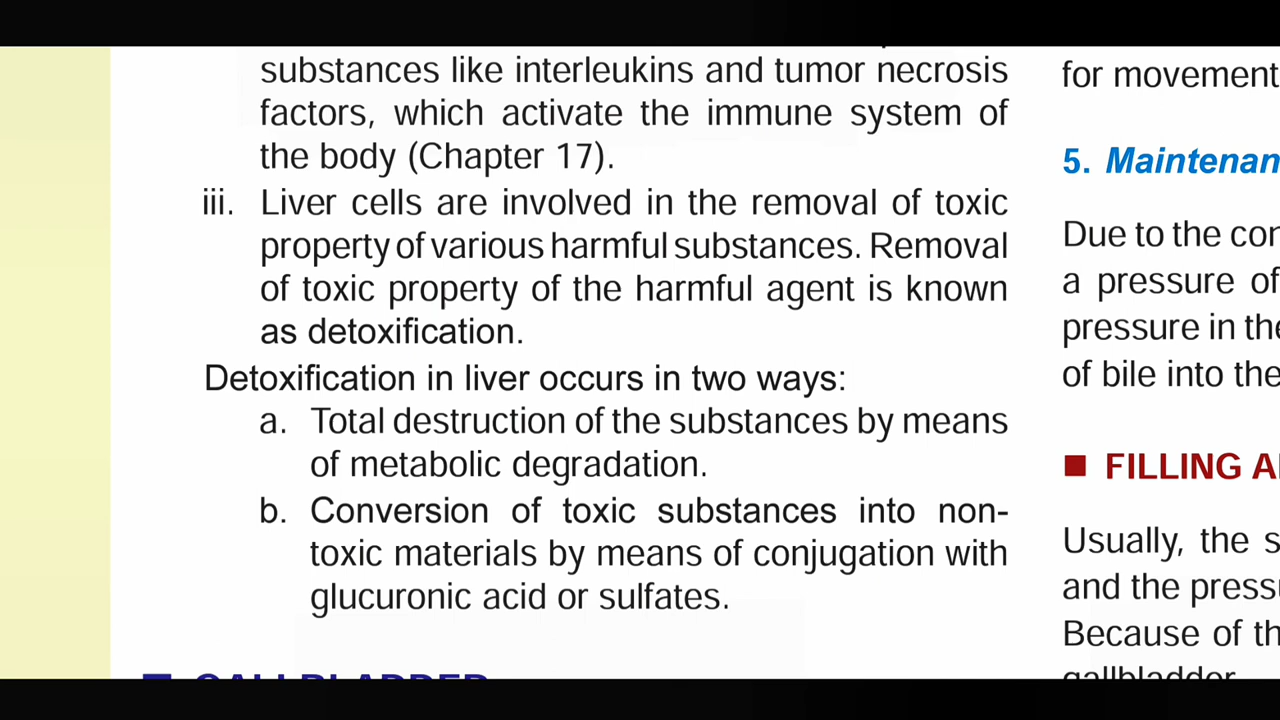 substances like interleukins and tumor necrosis
factors, which activate the immune system of
the body (Chapter 17).
iii. Liver cells are involved in the removal of toxic
property of various harmful substances. Removal
of toxic property of the harmful agent is known
as detoxification.
Detoxification in liver occurs in two ways:
a. Total destruction of the substances by means
of metabolic degradation.
b. Conversion of toxic substances into non-
toxic materials by means of conjugation with
glucuronic acid or sulfates.
GALLBLADDER
for movement
5. Maintenan
Due to the con
a pressure of
pressure in the
of bile into the
FILLING A
Usually, the s
and the press
Because of th
gallbladder